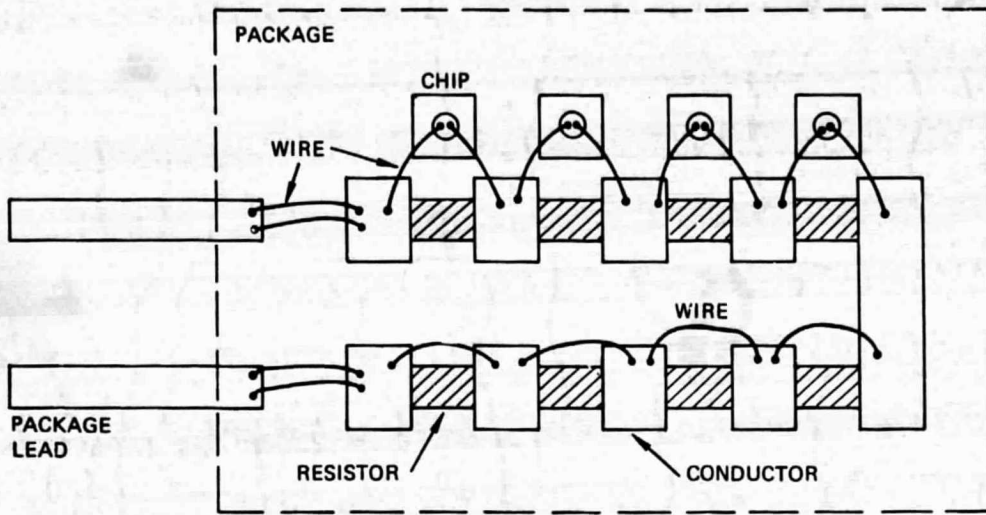 PACKAGE
CHIP
WIRE
WIRE
PACKAGE
LEAD
RESISTOR
CONDUCTOR